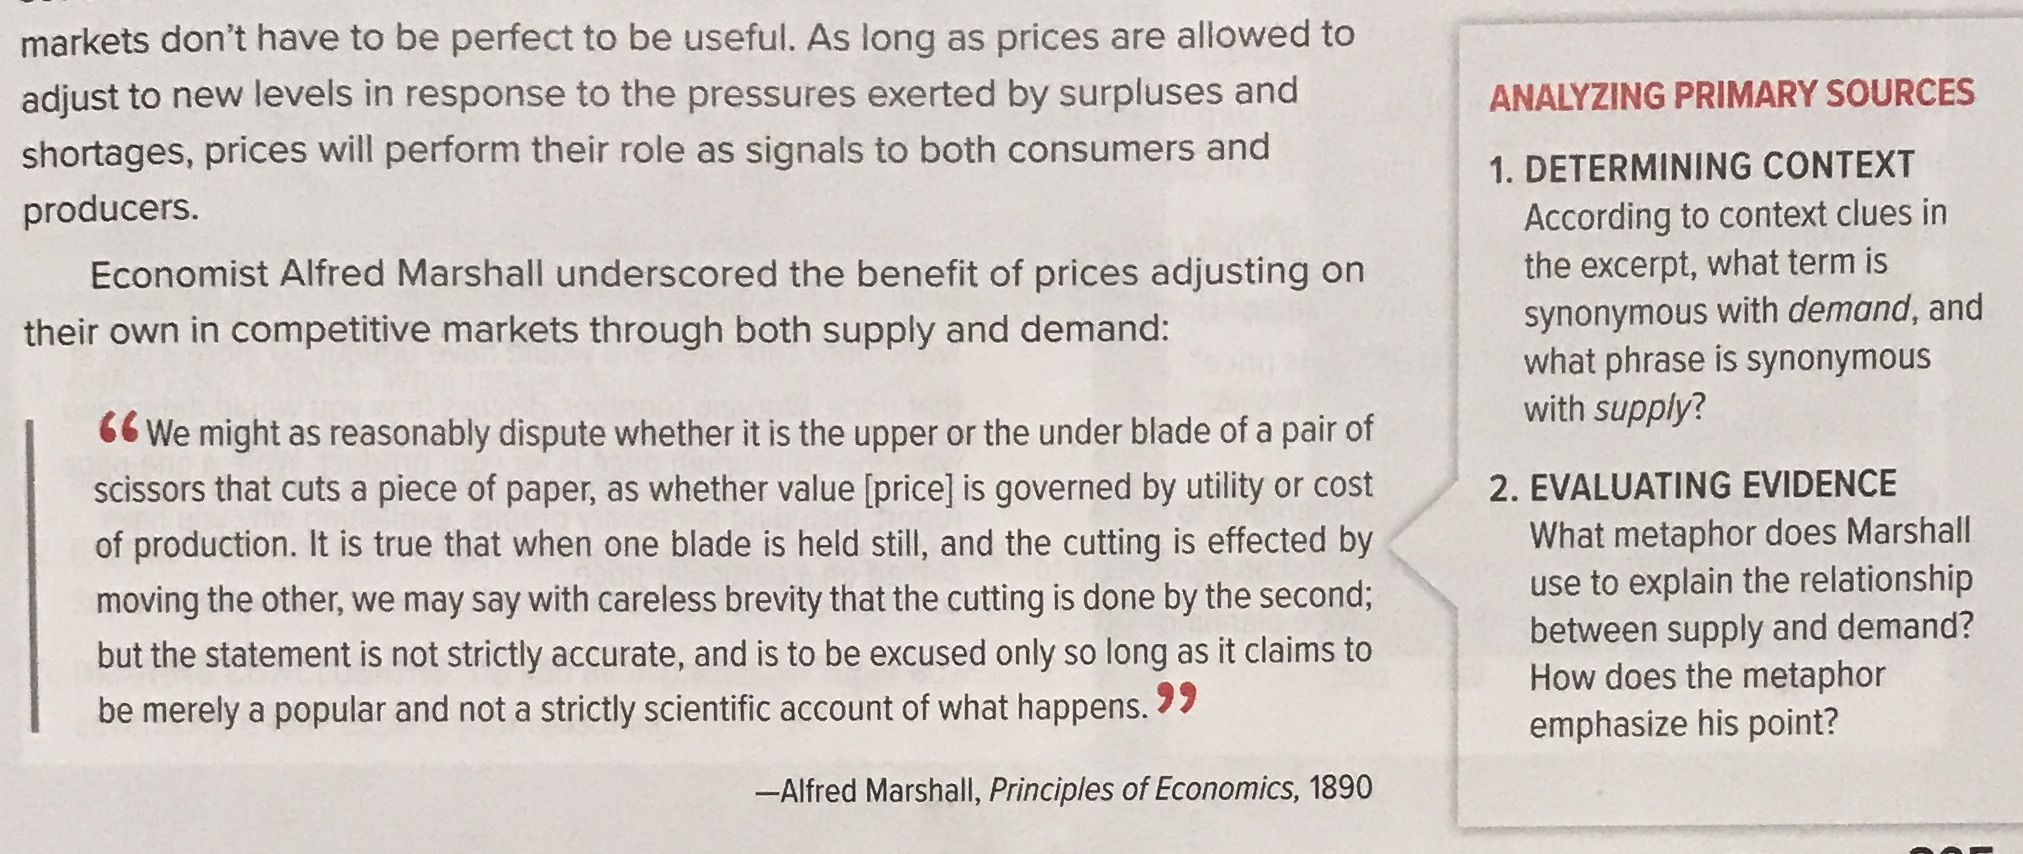 markets don't have to be perfect to be useful. As long as prices are allowed to
adjust to new levels in response to the pressures exerted by surpluses and
shortages, prices will perform their role as signals to both consumers and
producers.
Economist Alfred Marshall underscored the benefit of prices adjusting on
their own in competitive markets through both supply and demand:
“We might as reasonably dispute whether it is the upper or the under blade of a pair of
scissors that cuts a piece of paper, as whether value [price] is governed by utility or cost
of production. It is true that when one blade is held still, and the cutting is effected by
moving the other, we may say with careless brevity that the cutting is done by the second;
but the statement is not strictly accurate, and is to be excused only so long as it claims to
be merely a popular and not a strictly scientific account of what happens.”
—Alfred Marshall, Principles of Economics, 1890
ANALYZING PRIMARY SOURCES
1. DETERMINING CONTEXT
According to context clues in
the excerpt, what term is
synonymous with demand, and
what phrase is synonymous
with supply?
2. EVALUATING EVIDENCE
What metaphor does Marshall
use to explain the relationship
between supply and demand?
How does the metaphor
emphasize his point?